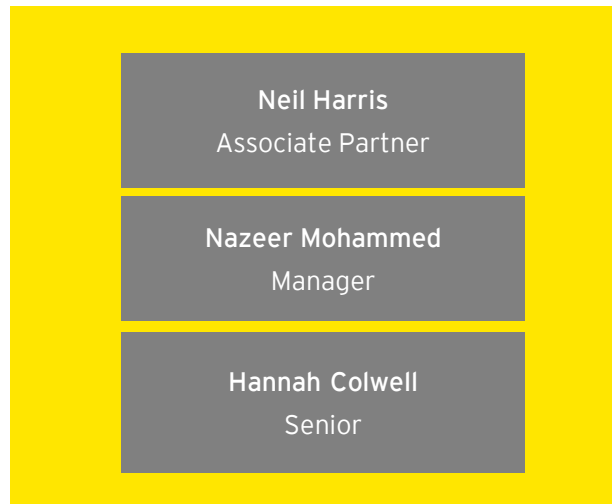 Neil Harris
Associate Partner
Nazeer Mohammed
Manager
Hannah Colwell
Senior